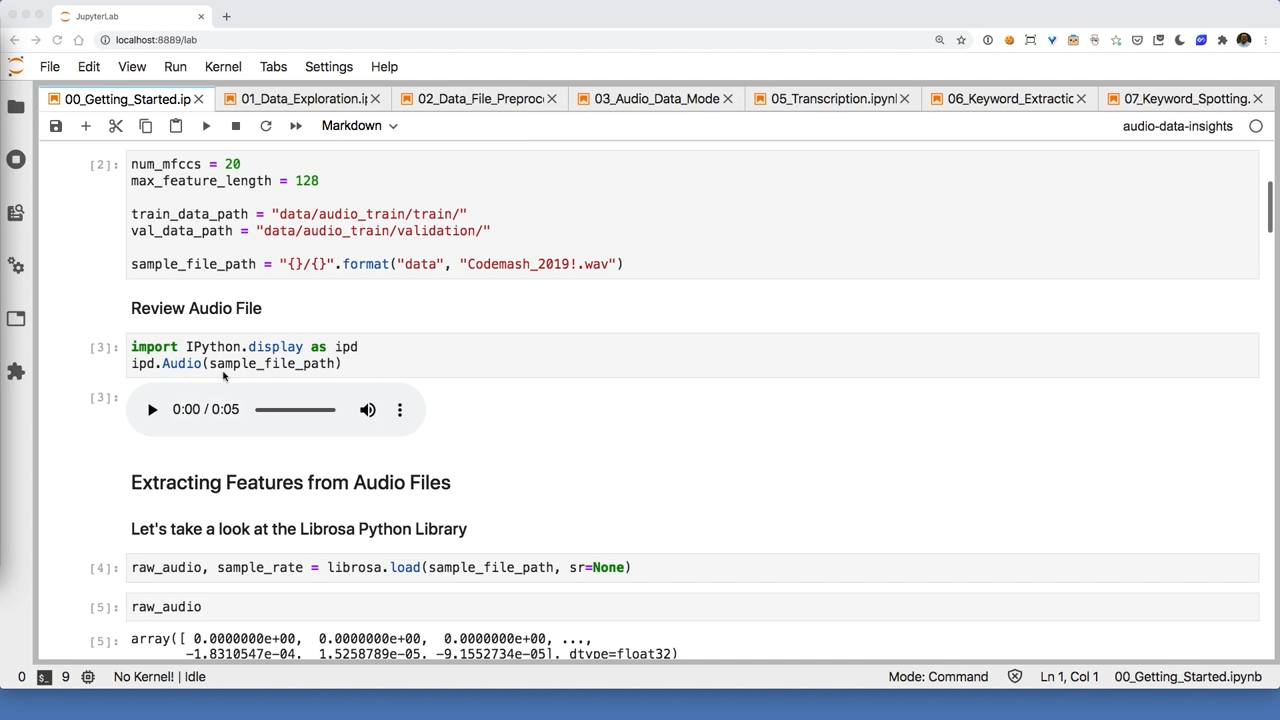 JupyterLab
localhost:8889/lab
File Edit View Run Kernel Tabs Settings Help
00_Getting_Started.ip 01_Data_Exploration.ip 02_Data_File_Preproc 03_Audio_Data_Mode 05_Transcription.ipynl 06_Keyword_Extractic 07_Keyword_Spotting.
Markdown audio-data-insights
[2]: num_mfccs = 20
max_feature_length = 128
train_data_path = "data/audio_train/train/"
val_data_path = "data/audio_train/validation/"
sample_file_path = "{}/{}".format("data", "Codemash_2019!.wav")
Review Audio File
[3]: import IPython.display as ipd
ipd.Audio(sample_file_path)
[3]:
0:00 / 0:05
Extracting Features from Audio Files
Let's take a look at the Librosa Python Library
[4]: raw_audio, sample_rate = librosa.load(sample_file_path, sr=None)
[5]: raw_audio
[5]: array([ 0.0000000e+00, 0.0000000e+00, 0.0000000e+00, ...,
-1.8310547e-04, 1.5258789e-05, -9.1552734e-05], dtype=float32)
0 $_ 9 No Kernel! | Idle Mode: Command Ln 1, Col 1 00_Getting_Started.ipynb